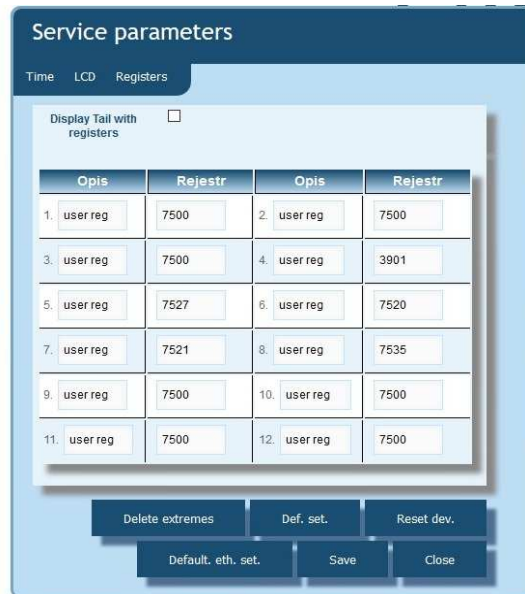 Service parameters
Time LCD Registers
Display Tail with
registers
Opis Rejestr Opis Rejestr
1. user reg 7500 2. user reg 7500
3. user reg 7500 4. user reg 3901
5. user reg 7527 6. user reg 7520
7. user reg 7521 8. user reg 7535
9. user reg 7500 10. user reg 7500
11. user reg 7500 12. user reg 7500
Delete extremes Def. set. Reset dev.
Default. eth. set. Save Close